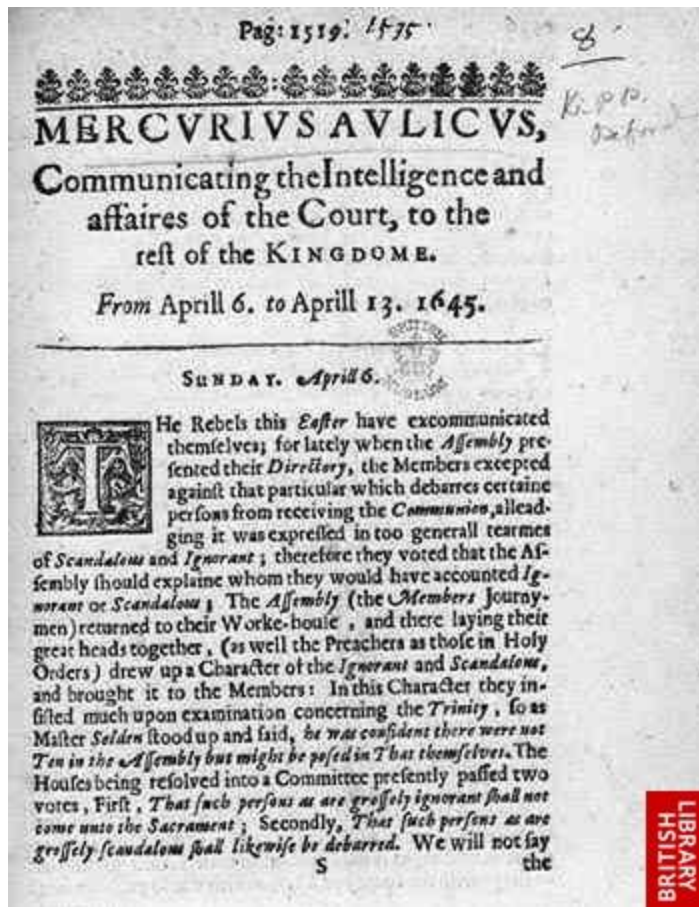 Pag: 1519. 1535.
8
MERCVRIVS AVLICVS,
Communicating the Intelligence and
affaires of the Court, to the
reſt of the KINGDOME.
From Aprill 6. to Aprill 13. 1645.
SUNDAY. Aprill 6.
THe Rebels this Eaſter have excommunicated
themſelves; for lately when the Aſſembly pre-
ſented their Directory, the Members excepted
againſt that particular which debarres certaine
perſons from receiving the Communion, allead-
ging it was expreſſed in too generall tearmes
of Scandalous and Ignorant; therefore they voted that the Aſ-
ſembly ſhould explaine whom they would have accounted Ig-
norant or Scandalous; The Aſſembly (the Members Journy-
men) returned to their Worke-houſe, and there laying their
great heads together, (as well the Preachers as thoſe in Holy
Orders) drew up a Character of the Ignorant and Scandalous,
and brought it to the Members: In this Character they in-
ſiſted much upon examination concerning the Trinity, ſo as
Maſter Selden ſtood up and ſaid, he was confident there were not
Ten in the Aſſembly but might be poſed in That themſelves. The
Houſes being reſolved into a Committee preſently paſſed two
votes, Firſt, That ſuch perſons as are groſſely ignorant ſhall not
come unto the Sacrament; Secondly, That ſuch perſons as are
groſſely ſcandalous ſhall likewiſe be debarred. We will not ſay
S the
BRITISH
LIBRARY